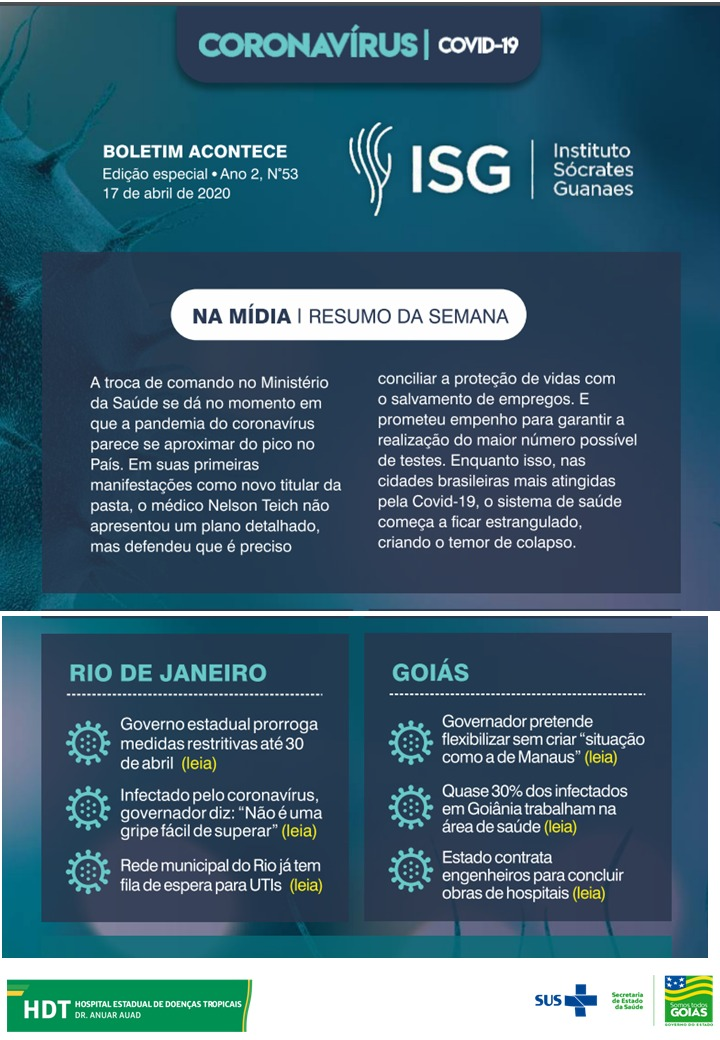 CORONAVÍRUS | COVID-19
BOLETIM ACONTECE
Edição especial • Ano 2, N°53
17 de abril de 2020
ISG
Instituto
Sócrates
Guanaes
NA MÍDIA | RESUMO DA SEMANA
A troca de comando no Ministério
da Saúde se dá no momento em
que a pandemia do coronavírus
parece se aproximar do pico no
País. Em suas primeiras
manifestações como novo titular da
pasta, o médico Nelson Teich não
apresentou um plano detalhado,
mas defendeu que é preciso
conciliar a proteção de vidas com
o salvamento de empregos. E
prometeu empenho para garantir a
realização do maior número possível
de testes. Enquanto isso, nas
cidades brasileiras mais atingidas
pela Covid-19, o sistema de saúde
começa a ficar estrangulado,
criando o temor de colapso.
RIO DE JANEIRO
Governo estadual prorroga
medidas restritivas até 30
de abril (leia)
Infectado pelo coronavírus,
governador diz: “Não é uma
gripe fácil de superar” (leia)
Rede municipal do Rio já tem
fila de espera para UTIs (leia)
GOIÁS
Governador pretende
flexibilizar sem criar “situação
como a de Manaus” (leia)
Quase 30% dos infectados
em Goiânia trabalham na
área de saúde (leia)
Estado contrata
engenheiros para concluir
obras de hospitais (leia)
HDT HOSPITAL ESTADUAL DE DOENÇAS TROPICAIS
DR. ANUAR AUAD
SUS
Secretaria
de Estado
da Saúde
Somos todos
GOIÁS
GOVERNO DO ESTADO